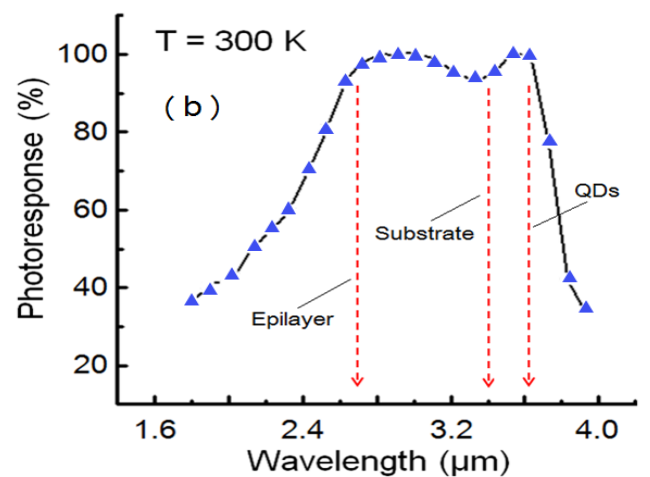 T = 300 K
( b )
100
80
60
40
20
Photoresponse (%)
Epilayer
Substrate
QDs
1.6
2.4
3.2
4.0
Wavelength (μm)